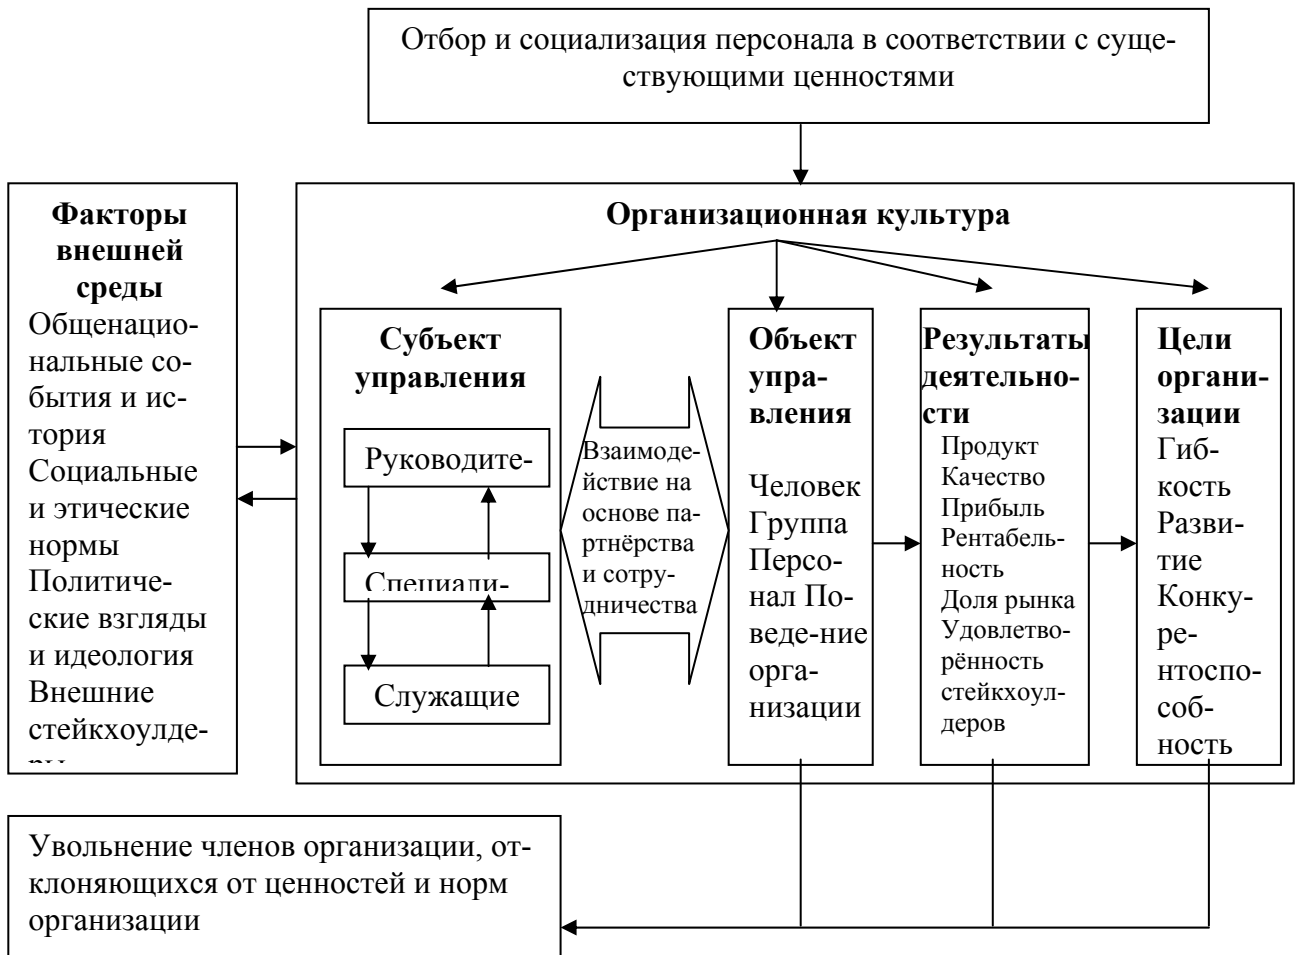 Отбор и социализация персонала в соответствии с суще-
ствующими ценностями
Факторы
внешней
среды
Общенацио-
нальные со-
бытия и ис-
тория
Социальные
и этические
нормы
Политиче-
ские взгляды
и идеология
Внешние
стейкхоулде-
Организационная культура
Субъект
управления
Руководите-
Специали-
Служащие
Взаимоде-
йствие на
основе па-
ртнёрства
и сотру-
дничества
Объект
упра-
вления
Человек
Группа
Персо-
нал По-
веде-ние
орга-
низации
Результаты
деятельно-
сти
Продукт
Качество
Прибыль
Рентабель-
ность
Доля рынка
Удовлетво-
рённость
стейкхоул-
деров
Цели
органи-
зации
Гиб-
кость
Разви-
тие
Конку-
ре-
нтоспо-
соб-
ность
Увольнение членов организации, от-
клоняющихся от ценностей и норм
организации